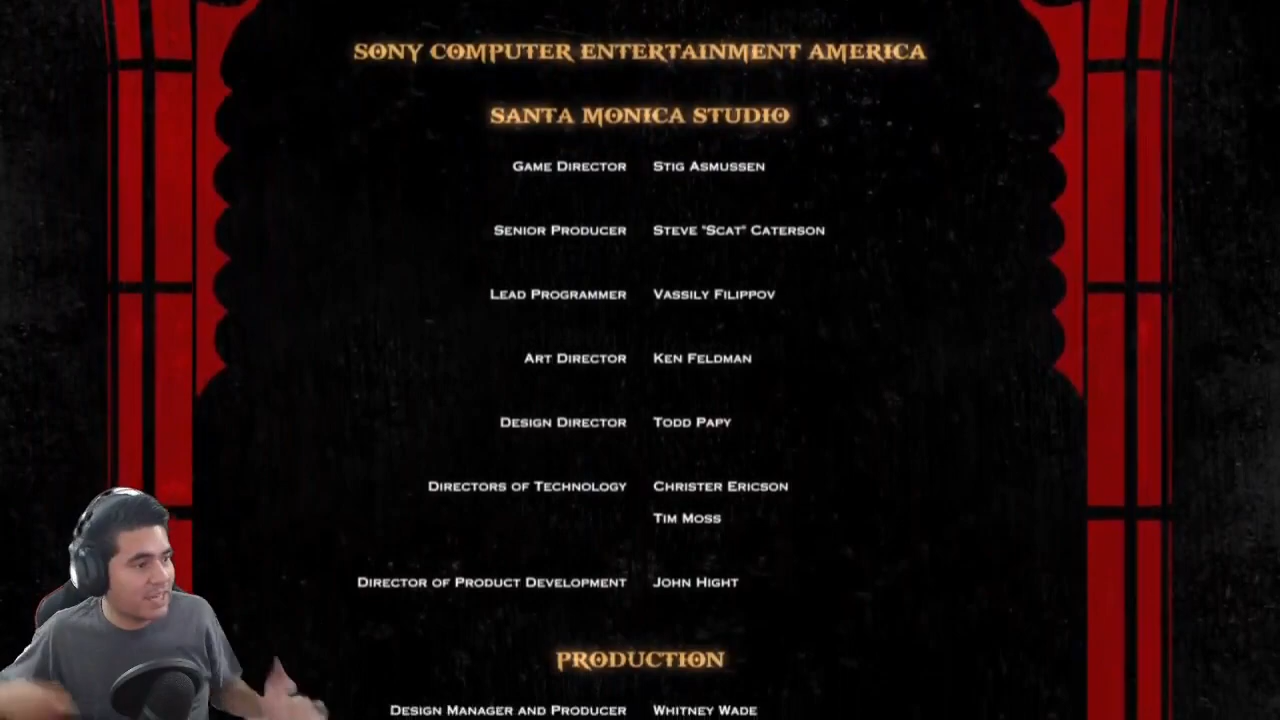 SONY COMPUTER ENTERTAINMENT AMERICA
SANTA MONICA STUDIO
GAME DIRECTOR STIG ASMUSSEN
SENIOR PRODUCER STEVE "SCAT" CATERSON
LEAD PROGRAMMER VASSILY FILIPPOV
ART DIRECTOR KEN FELDMAN
DESIGN DIRECTOR TODD PAPY
DIRECTORS OF TECHNOLOGY CHRISTER ERICSON
TIM MOSS
DIRECTOR OF PRODUCT DEVELOPMENT JOHN HIGHT
PRODUCTION
DESIGN MANAGER AND PRODUCER WHITNEY WADE